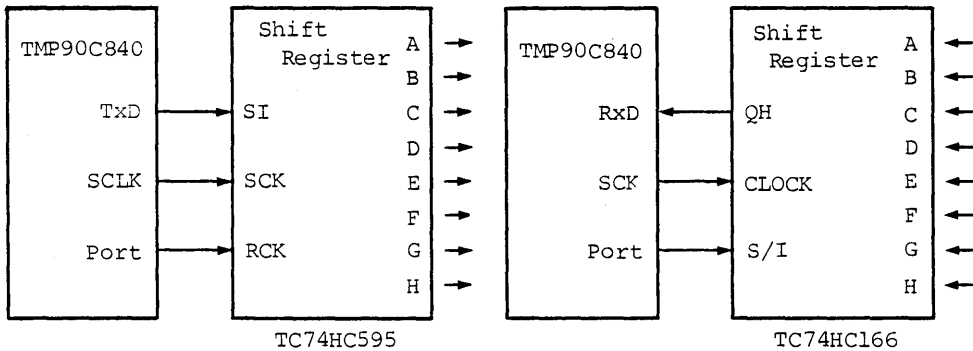 TMP90C840
TxD
SCLK
Port
Shift
Register
SI
SCK
RCK
A
B
C
D
E
F
G
H
TC74HC595
TMP90C840
RxD
SCK
Port
Shift
Register
QH
CLOCK
S/I
A
B
C
D
E
F
G
H
TC74HC166